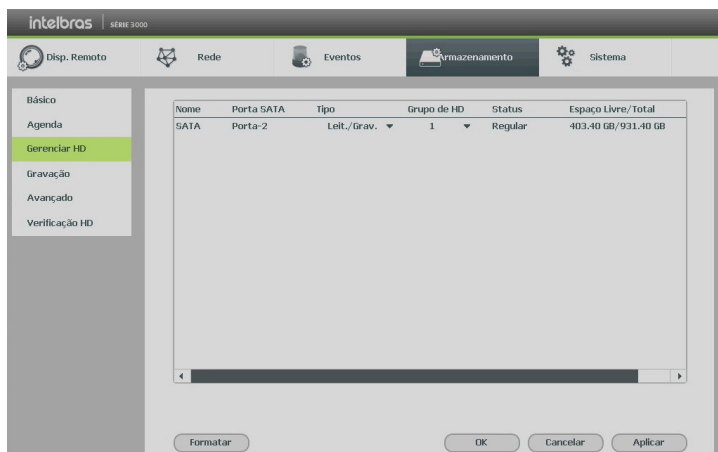 intelbras SÉRIE 3000
Disp. Remoto Rede Eventos Armazenamento Sistema
Básico
Agenda
Gerenciar HD
Gravação
Avançado
Verificação HD
Nome Porta SATA Tipo Grupo de HD Status Espaço Livre/Total
SATA Porta-2 Leit./Grav. 1 Regular 403.40 GB/931.40 GB
Formatar OK Cancelar Aplicar